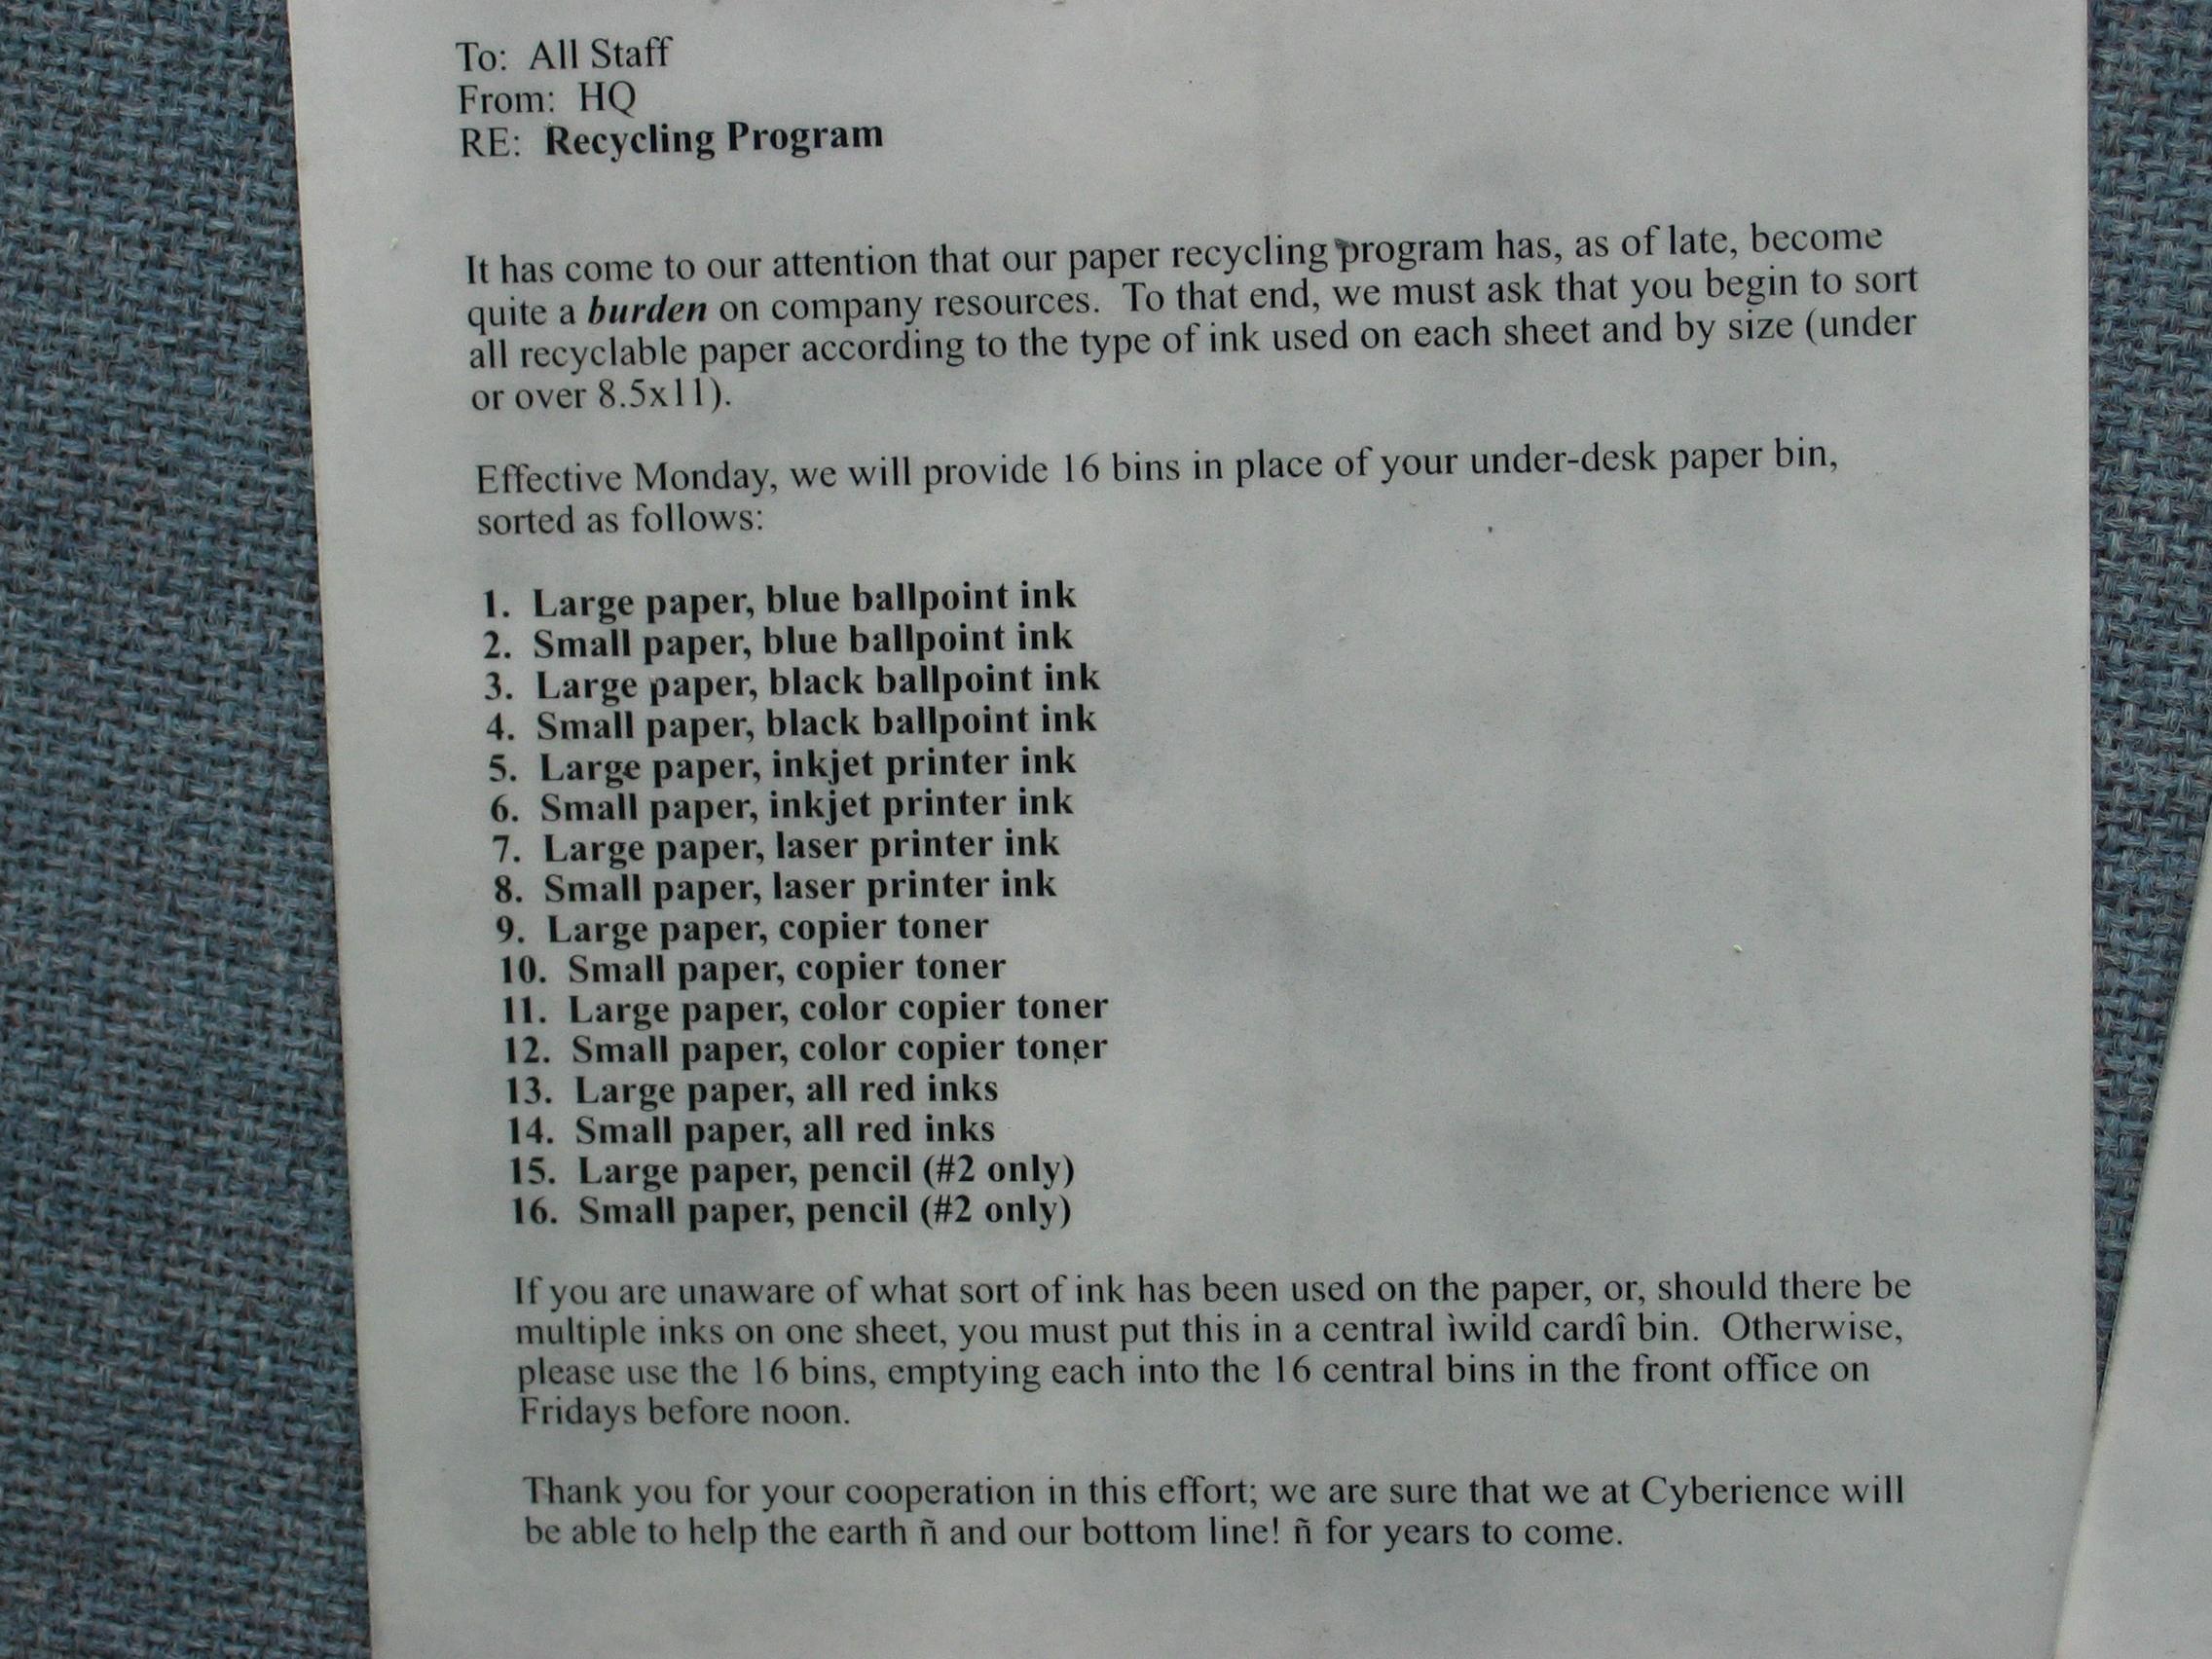 To: All Staff
From: HQ
RE: Recycling Program
It has come to our attention that our paper recycling program has, as of late, become
quite a burden on company resources. To that end, we must ask that you begin to sort
all recyclable paper according to the type of ink used on each sheet and by size (under
or over 8.5x11).
Effective Monday, we will provide 16 bins in place of your under-desk paper bin,
sorted as follows:
1. Large paper, blue ballpoint ink
2. Small paper, blue ballpoint ink
3. Large paper, black ballpoint ink
4. Small paper, black ballpoint ink
5. Large paper, inkjet printer ink
6. Small paper, inkjet printer ink
7. Large paper, laser printer ink
8. Small paper, laser printer ink
9. Large paper, copier toner
10. Small paper, copier toner
11. Large paper, color copier toner
12. Small paper, color copier toner
13. Large paper, all red inks
14. Small paper, all red inks
15. Large paper, pencil (#2 only)
16. Small paper, pencil (#2 only)
If you are unaware of what sort of ink has been used on the paper, or, should there be
multiple inks on one sheet, you must put this in a central ìwild cardî bin. Otherwise,
please use the 16 bins, emptying each into the 16 central bins in the front office on
Fridays before noon.
Thank you for your cooperation in this effort; we are sure that we at Cyberience will
be able to help the earth ñ and our bottom line! ñ for years to come.